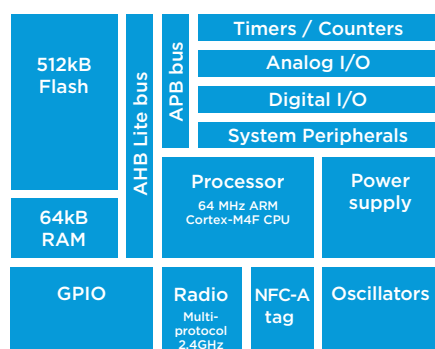 512kB
Flash
AHB Lite bus
APB bus
Timers / Counters
Analog I/O
Digital I/O
System Peripherals
64kB
RAM
Processor
64 MHz ARM
Cortex-M4F CPU
Power
supply
GPIO
Radio
Multi-
protocol
2.4GHz
NFC-A
tag
Oscillators